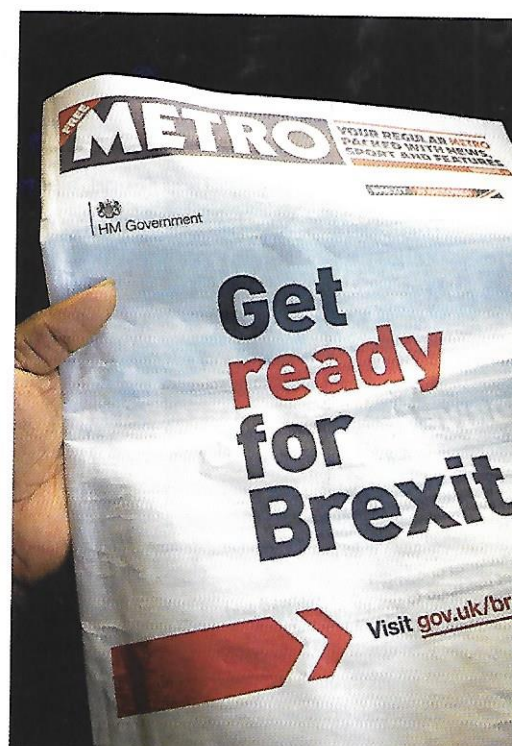 FREE
METRO
YOUR REGULAR METRO
PACKED WITH NEWS,
SPORT AND FEATURES
HM Government
Get
ready
for
Brexit
Visit gov.uk/br